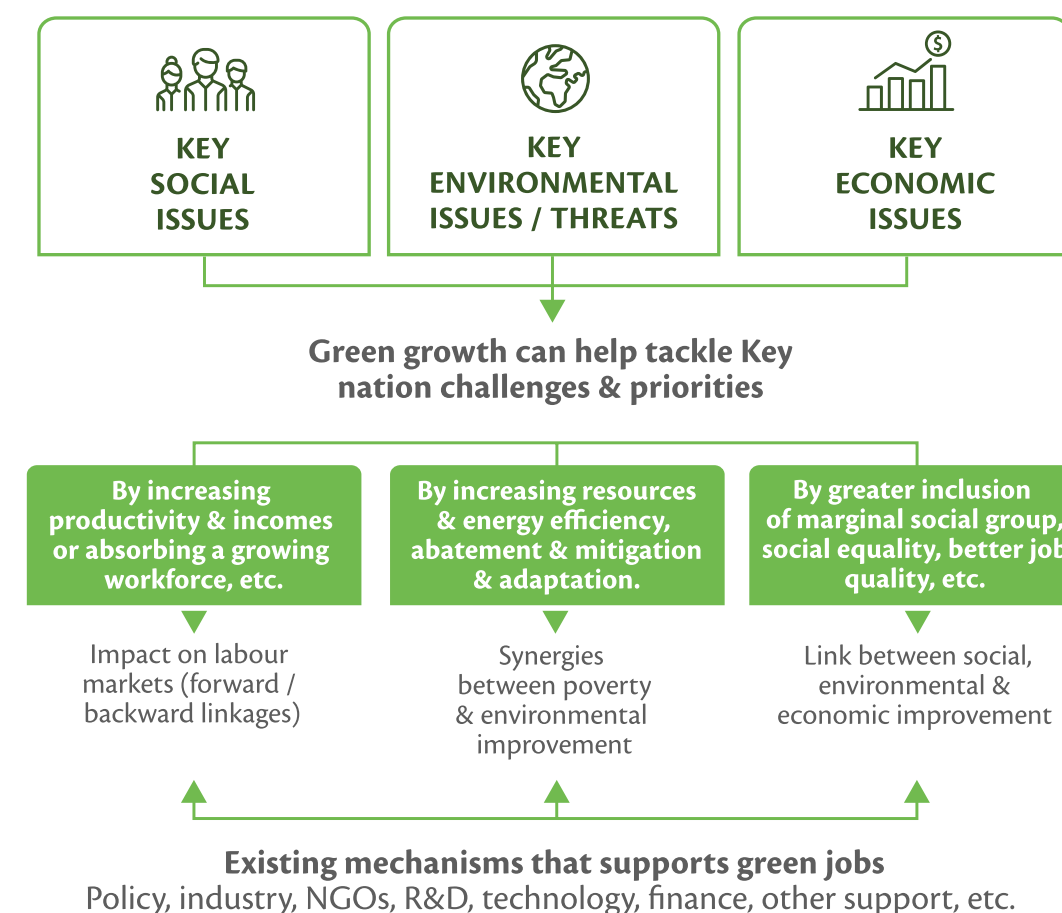 $
KEY
SOCIAL
ISSUES
KEY
ENVIRONMENTAL
ISSUES / THREATS
KEY
ECONOMIC
ISSUES
Green growth can help tackle Key
nation challenges & priorities
By increasing
productivity & incomes
or absorbing a growing
workforce, etc.
By increasing resources
& energy efficiency,
abatement & mitigation
& adaptation.
By greater inclusion
of marginal social group,
social equality, better job
quality, etc.
Impact on labour
markets (forward /
backward linkages)
Synergies
between poverty
& environmental
improvement
Link between social,
environmental &
economic improvement
Existing mechanisms that supports green jobs
Policy, industry, NGOs, R&D, technology, finance, other support, etc.